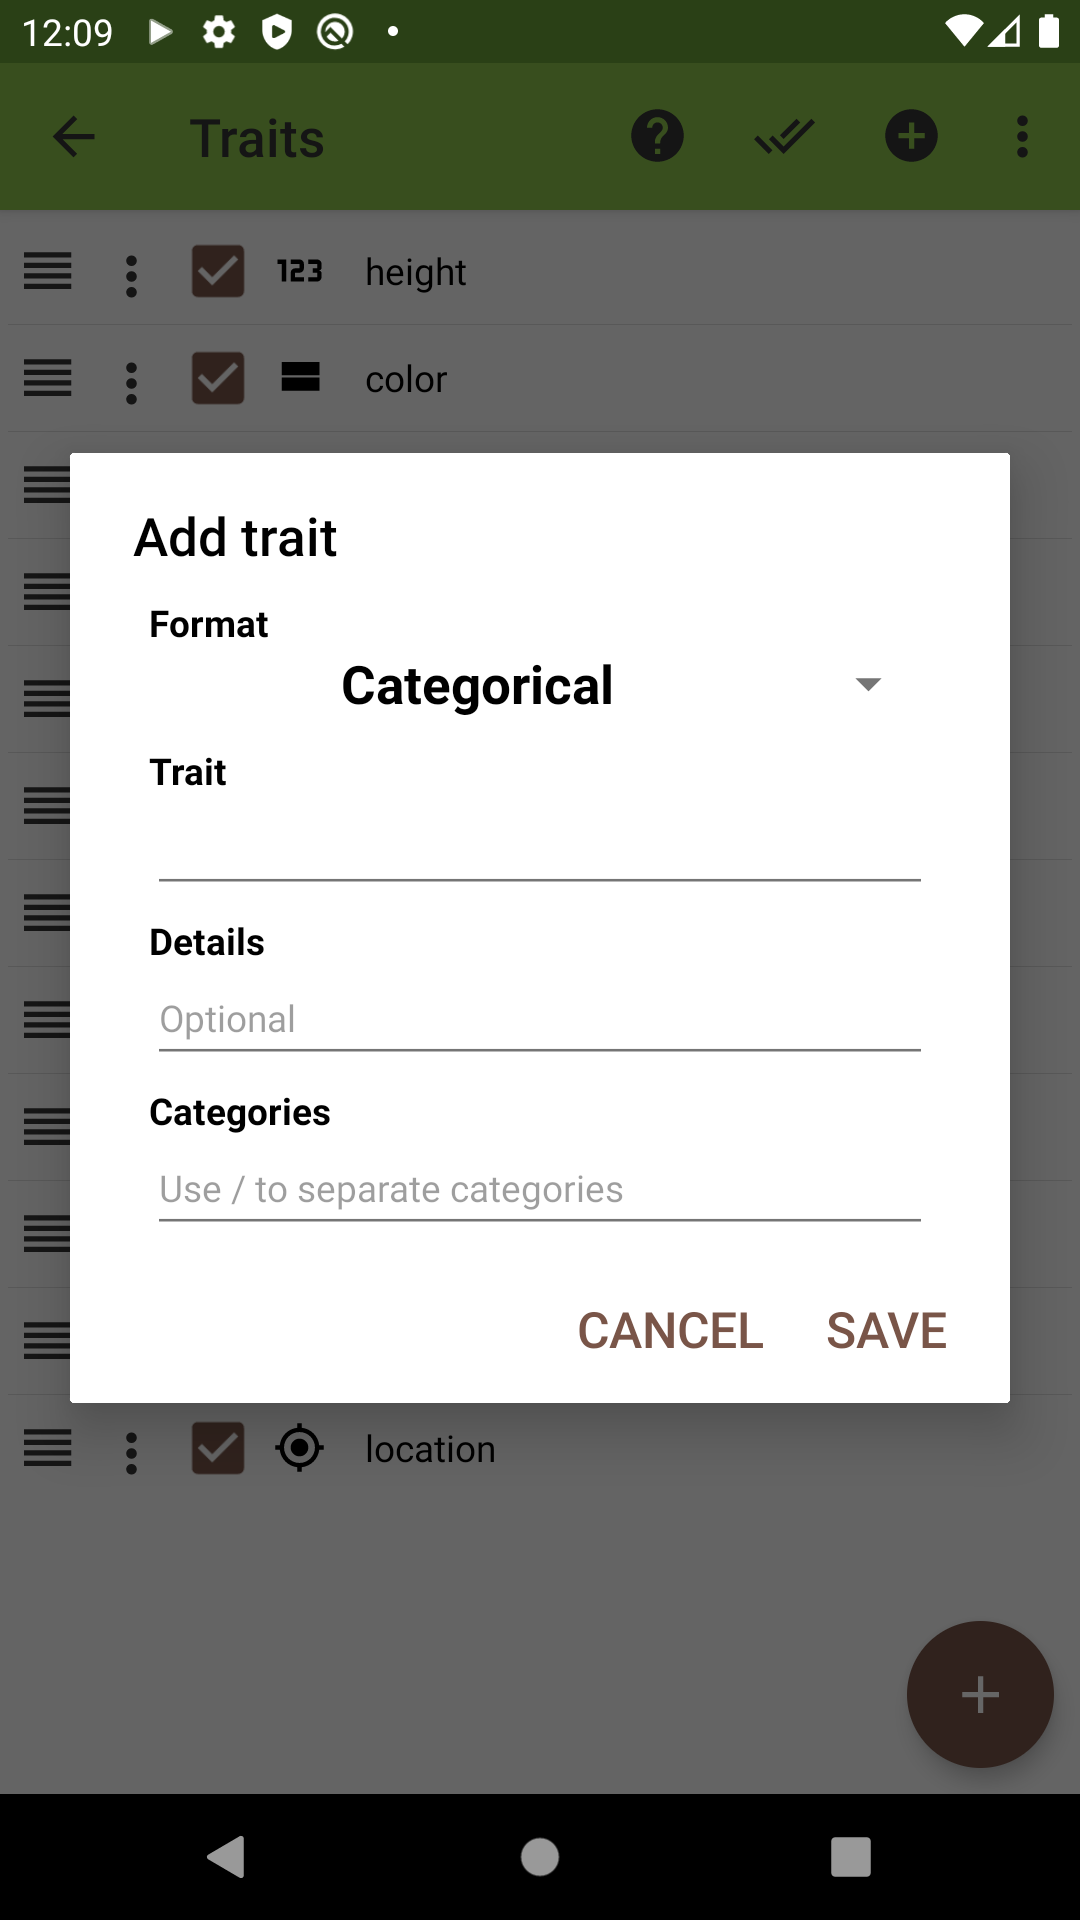 12:09
Traits
123 height
color
Add trait
Format
Categorical
Trait
Details
Optional
Categories
Use / to separate categories
CANCEL SAVE
location